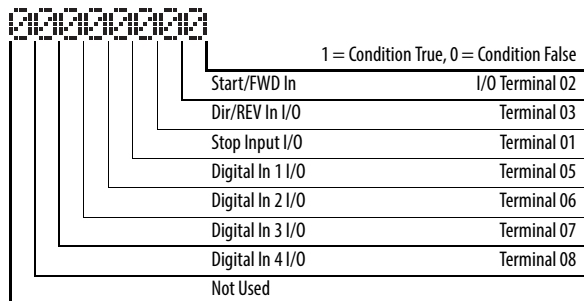 00000000
1 = Condition True, 0 = Condition False
Start/FWD In I/O Terminal 02
Dir/REV In I/O Terminal 03
Stop Input I/O Terminal 01
Digital In 1 I/O Terminal 05
Digital In 2 I/O Terminal 06
Digital In 3 I/O Terminal 07
Digital In 4 I/O Terminal 08
Not Used